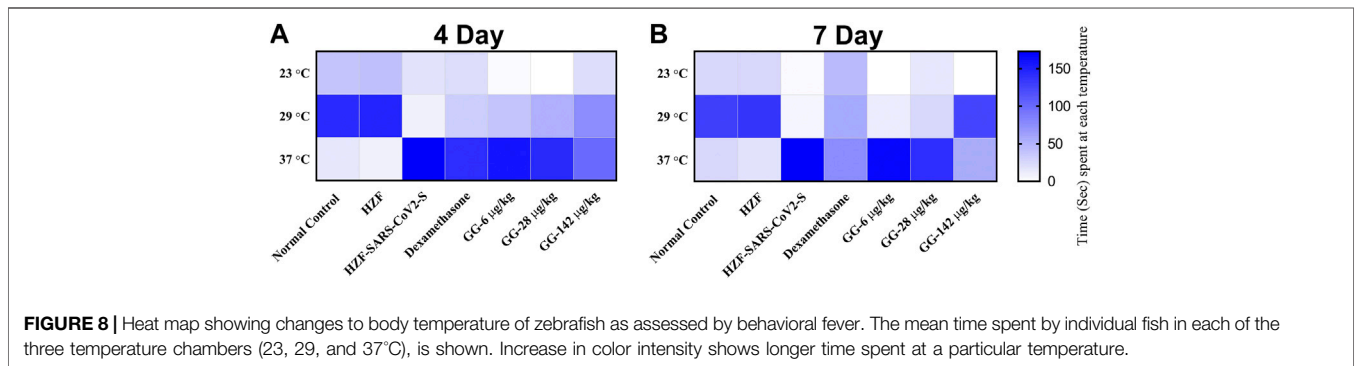 A 4 Day
B 7 Day
23 °C
29 °C
37 °C
Normal Control
HZF
HZF-SARS-CoV2-S
Dexamethasone
GG-6 µg/kg
GG-28 µg/kg
GG-142 µg/kg
23 °C
29 °C
37 °C
Normal Control
HZF
HZF-SARS-CoV2-S
Dexamethasone
GG-6 µg/kg
GG-28 µg/kg
GG-142 µg/kg
150
100
50
0
Time (Sec) spent at each temperature
FIGURE 8 | Heat map showing changes to body temperature of zebrafish as assessed by behavioral fever. The mean time spent by individual fish in each of the
three temperature chambers (23, 29, and 37°C), is shown. Increase in color intensity shows longer time spent at a particular temperature.